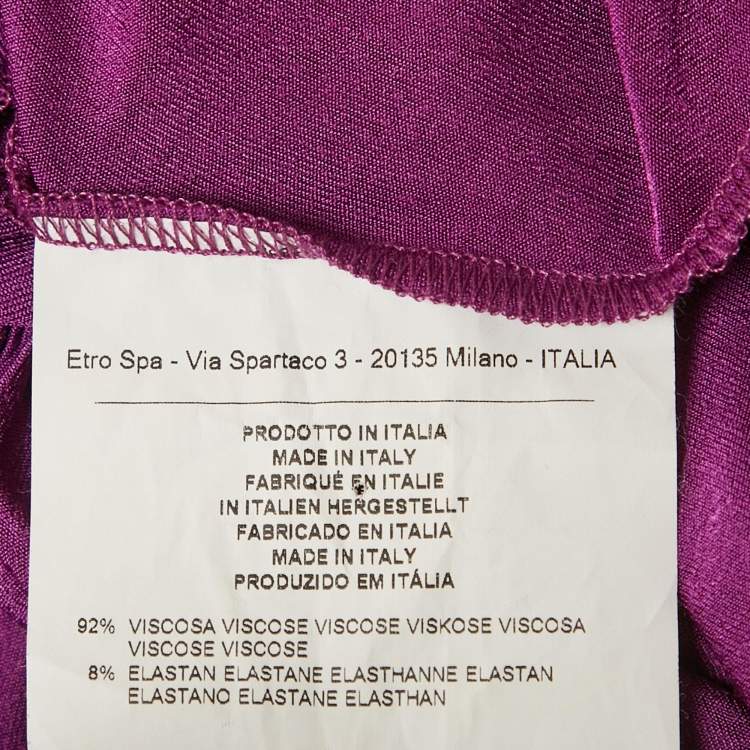 Etro Spa - Via Spartaco 3 - 20135 Milano - ITALIA
PRODOTTO IN ITALIA
MADE IN ITALY
FABRIQUÉ EN ITALIE
IN ITALIEN HERGESTELLT
FABRICADO EN ITALIA
MADE IN ITALY
PRODUZIDO EM ITÁLIA
92% VISCOSA VISCOSE VISCOSE VISKOSE VISCOSA
VISCOSE VISCOSE
8% ELASTAN ELASTANE ELASTHANNE ELASTAN
ELASTANO ELASTANE ELASTHAN